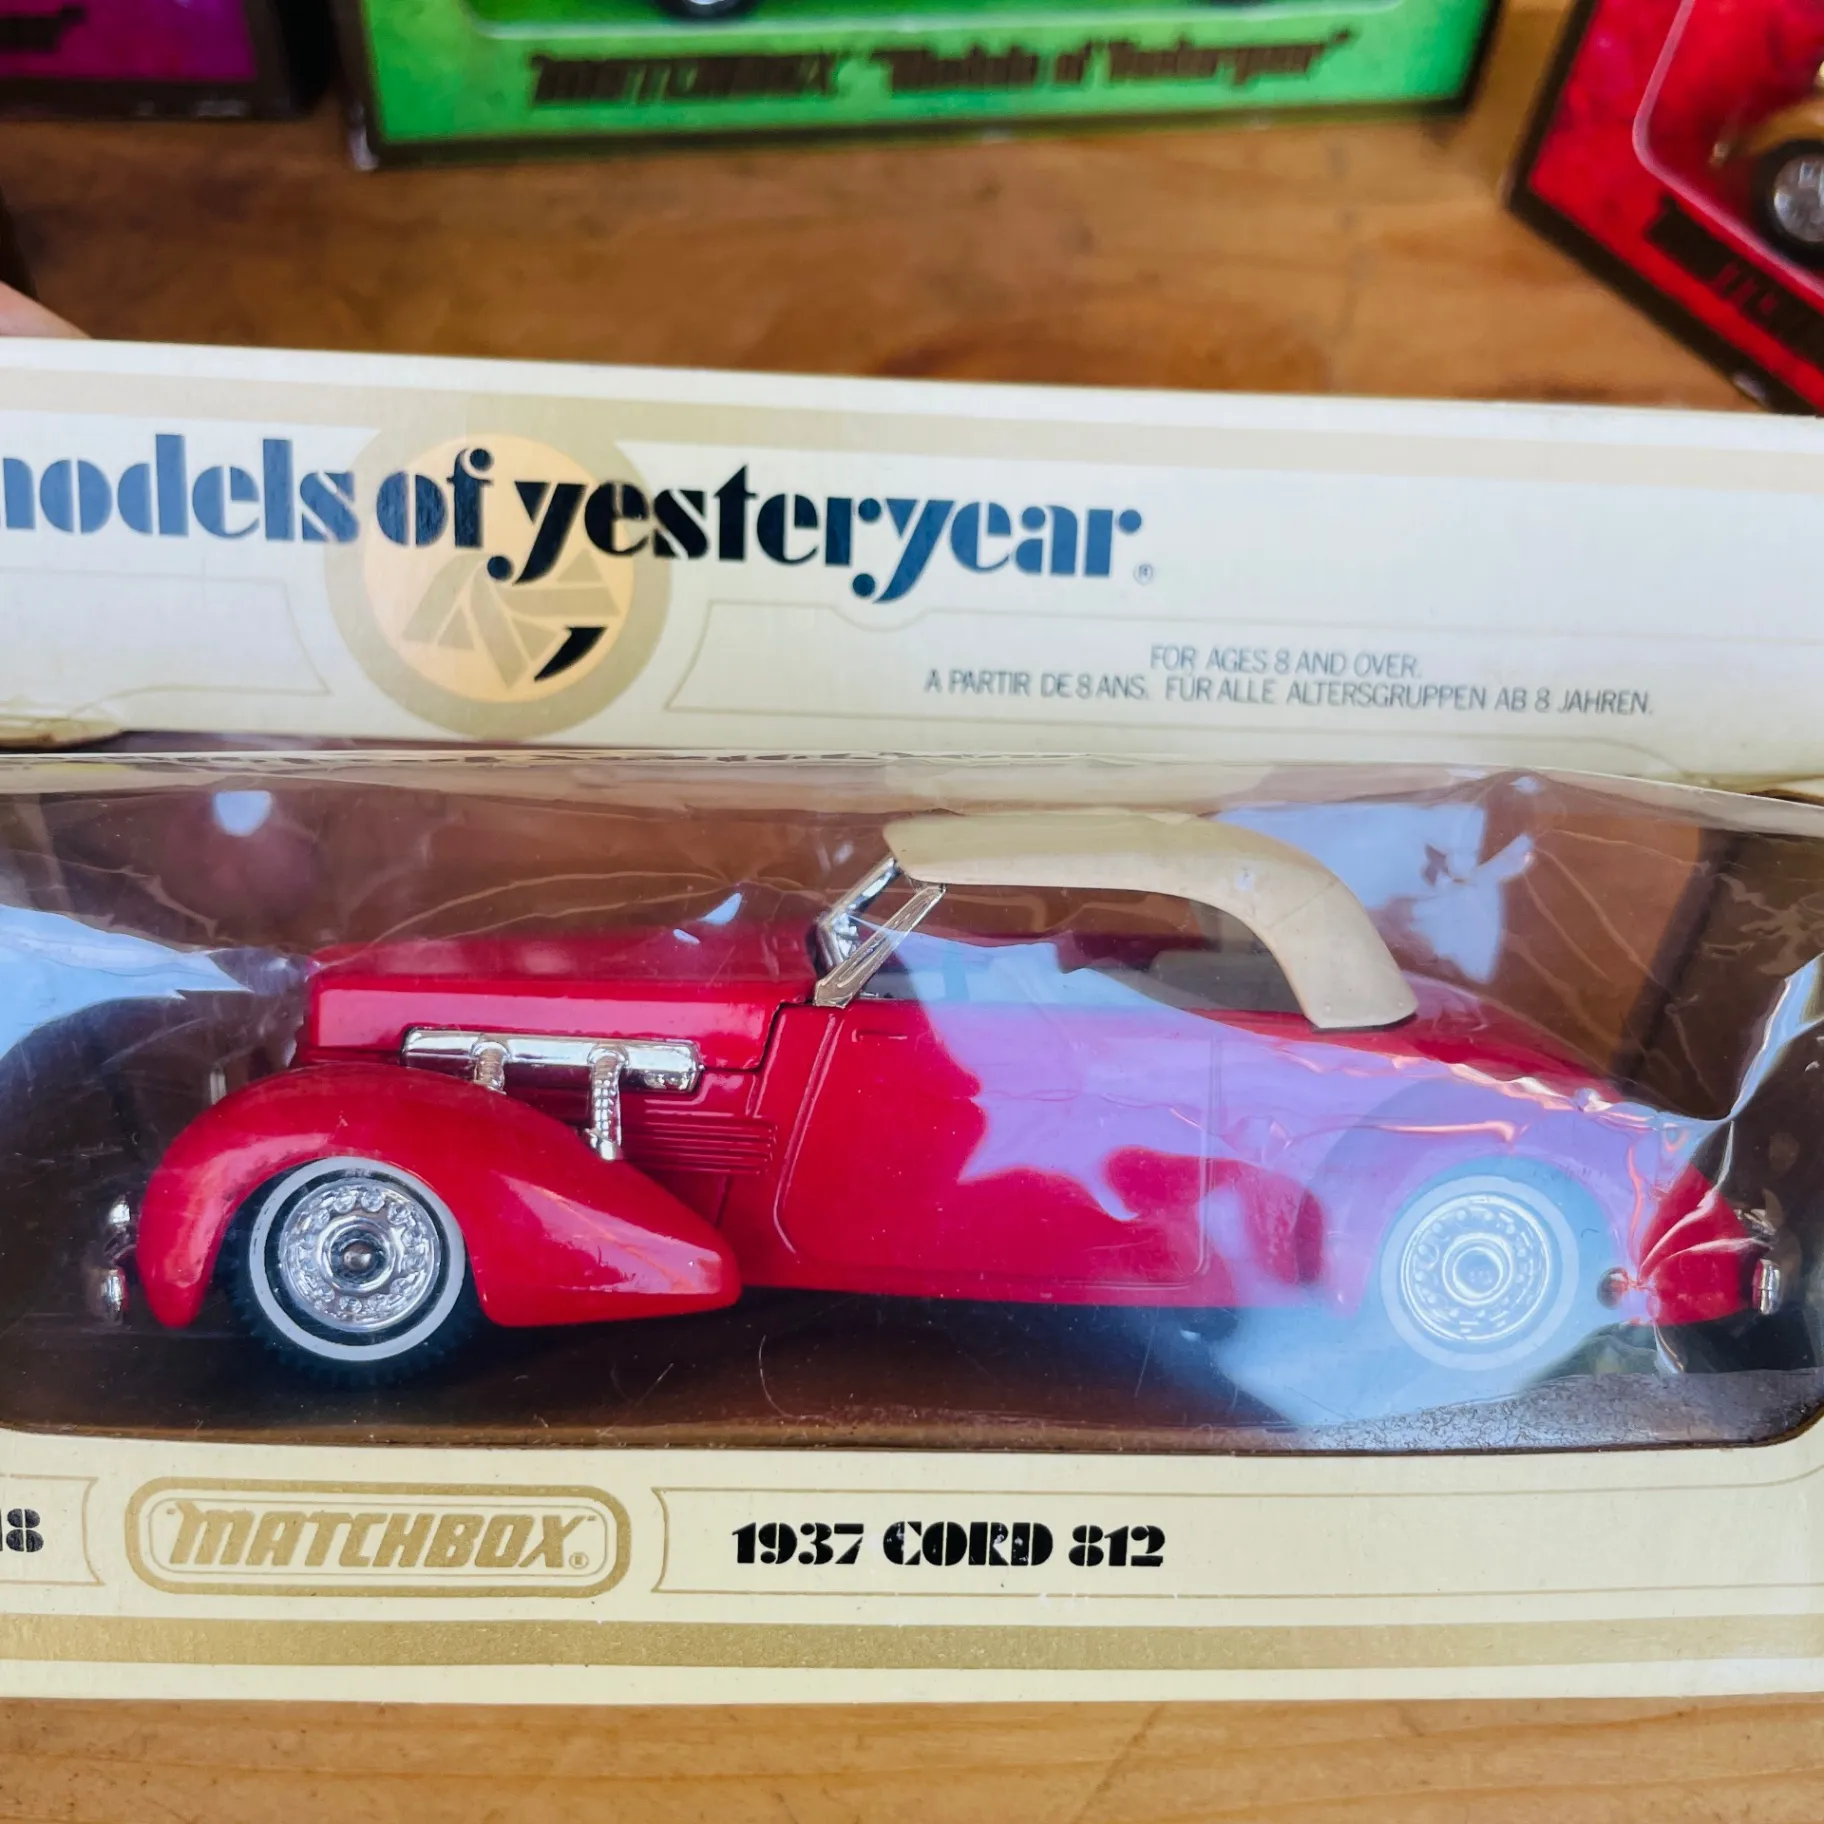 MATCHBOX "Models of Yesteryear"
models of yesteryear®
FOR AGES 8 AND OVER.
A PARTIR DE 8 ANS. FÜR ALLE ALTERSGRUPPEN AB 8 JAHREN.
18 "MATCHBOX"® 1937 CORD 812